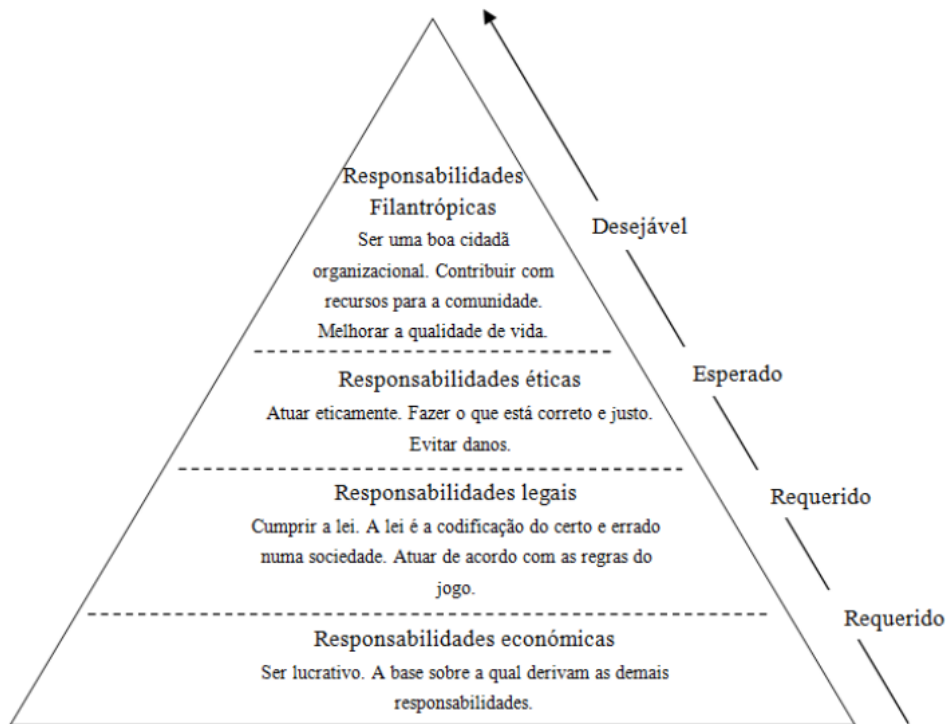 Responsabilidades
Filantrópicas
Ser uma boa cidadã
organizacional. Contribuir com
recursos para a comunidade.
Melhorar a qualidade de vida.
Desejável
Responsabilidades éticas
Atuar eticamente. Fazer o que está correto e justo.
Evitar danos.
Esperado
Responsabilidades legais
Cumprir a lei. A lei é a codificação do certo e errado
numa sociedade. Atuar de acordo com as regras do
jogo.
Requerido
Responsabilidades económicas
Ser lucrativo. A base sobre a qual derivam as demais
responsabilidades.
Requerido